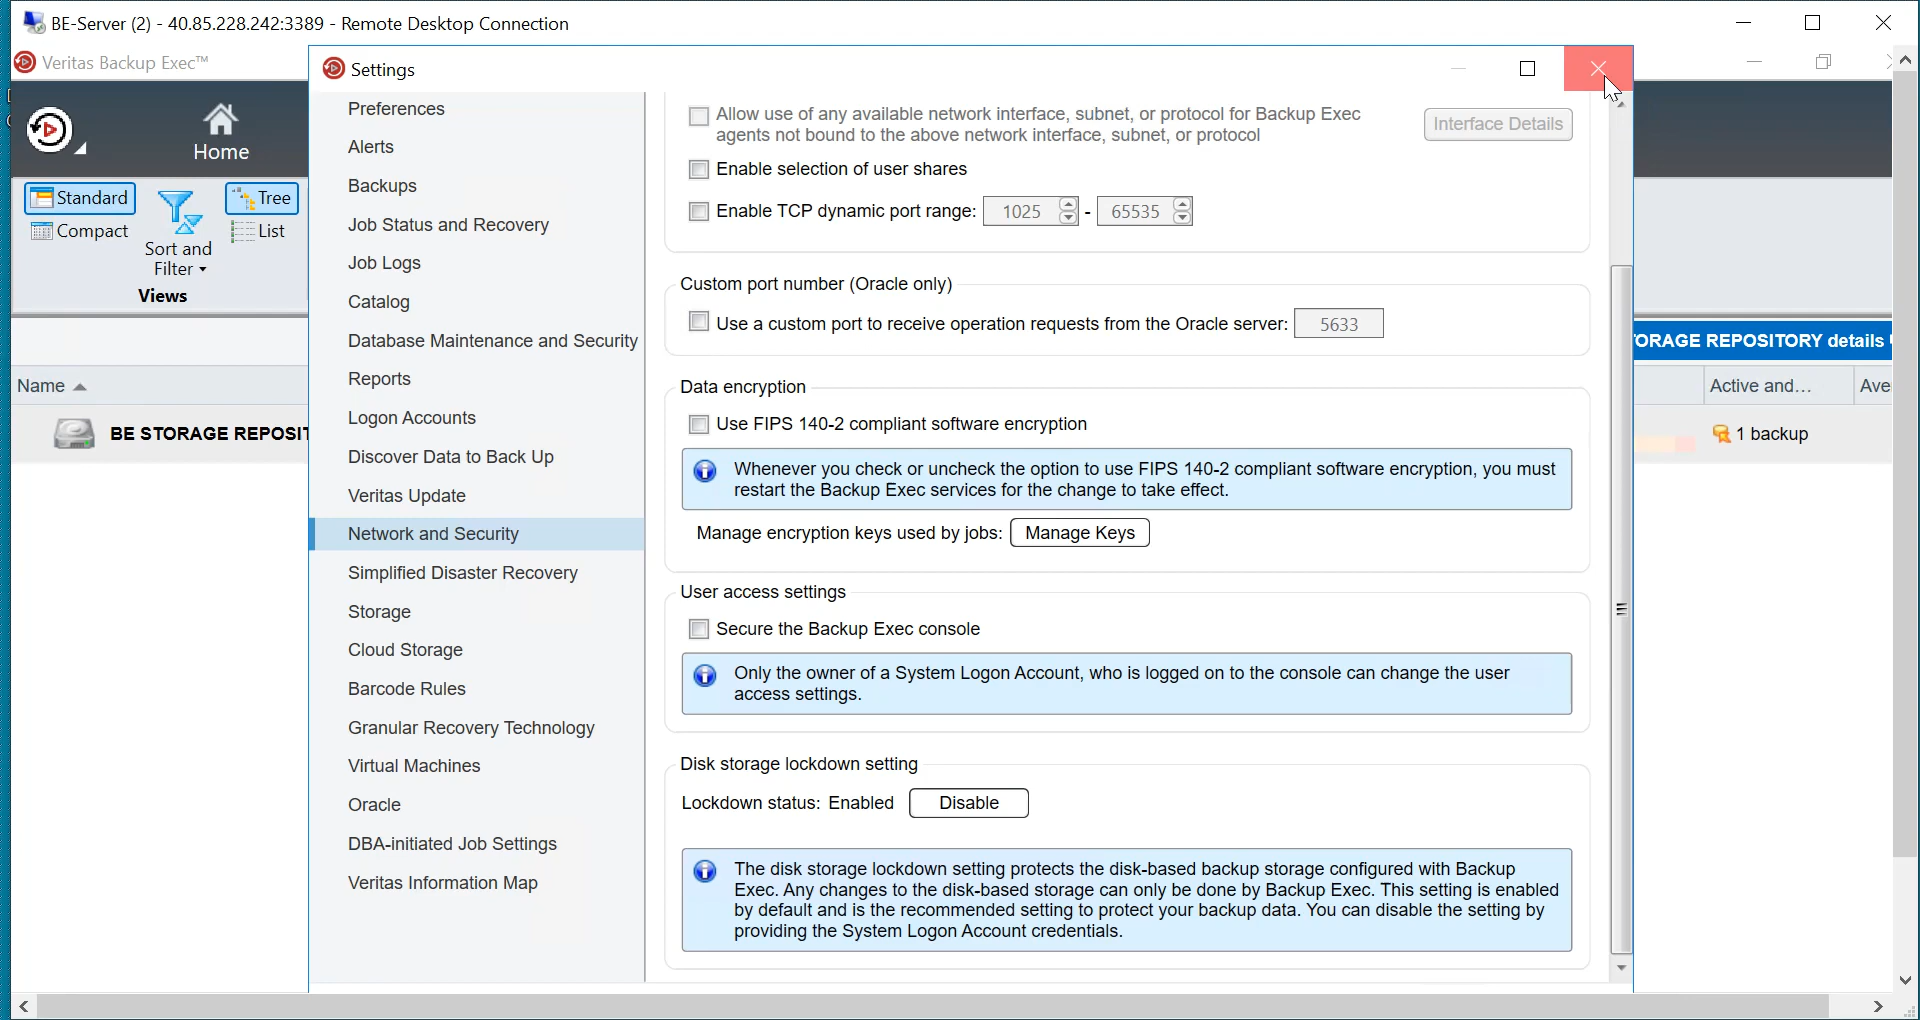 BE-Server (2) - 40.85.228.242:3389 - Remote Desktop Connection
Veritas Backup Exec™
Settings
Home
Standard
Compact
Sort and
Filter
Tree
List
Views
Name
BE STORAGE REPOSIT
Preferences
Alerts
Backups
Job Status and Recovery
Job Logs
Catalog
Database Maintenance and Security
Reports
Logon Accounts
Discover Data to Back Up
Veritas Update
Network and Security
Simplified Disaster Recovery
Storage
Cloud Storage
Barcode Rules
Granular Recovery Technology
Virtual Machines
Oracle
DBA-initiated Job Settings
Veritas Information Map
Allow use of any available network interface, subnet, or protocol for Backup Exec
agents not bound to the above network interface, subnet, or protocol
Interface Details
Enable selection of user shares
Enable TCP dynamic port range: 1025 - 65535
Custom port number (Oracle only)
Use a custom port to receive operation requests from the Oracle server: 5633
Data encryption
Use FIPS 140-2 compliant software encryption
Whenever you check or uncheck the option to use FIPS 140-2 compliant software encryption, you must
restart the Backup Exec services for the change to take effect.
Manage encryption keys used by jobs: Manage Keys
User access settings
Secure the Backup Exec console
Only the owner of a System Logon Account, who is logged on to the console can change the user
access settings.
Disk storage lockdown setting
Lockdown status: Enabled Disable
The disk storage lockdown setting protects the disk-based backup storage configured with Backup
Exec. Any changes to the disk-based storage can only be done by Backup Exec. This setting is enabled
by default and is the recommended setting to protect your backup data. You can disable the setting by
providing the System Logon Account credentials.
ORAGE REPOSITORY details
Active and...
Ave
1 backup